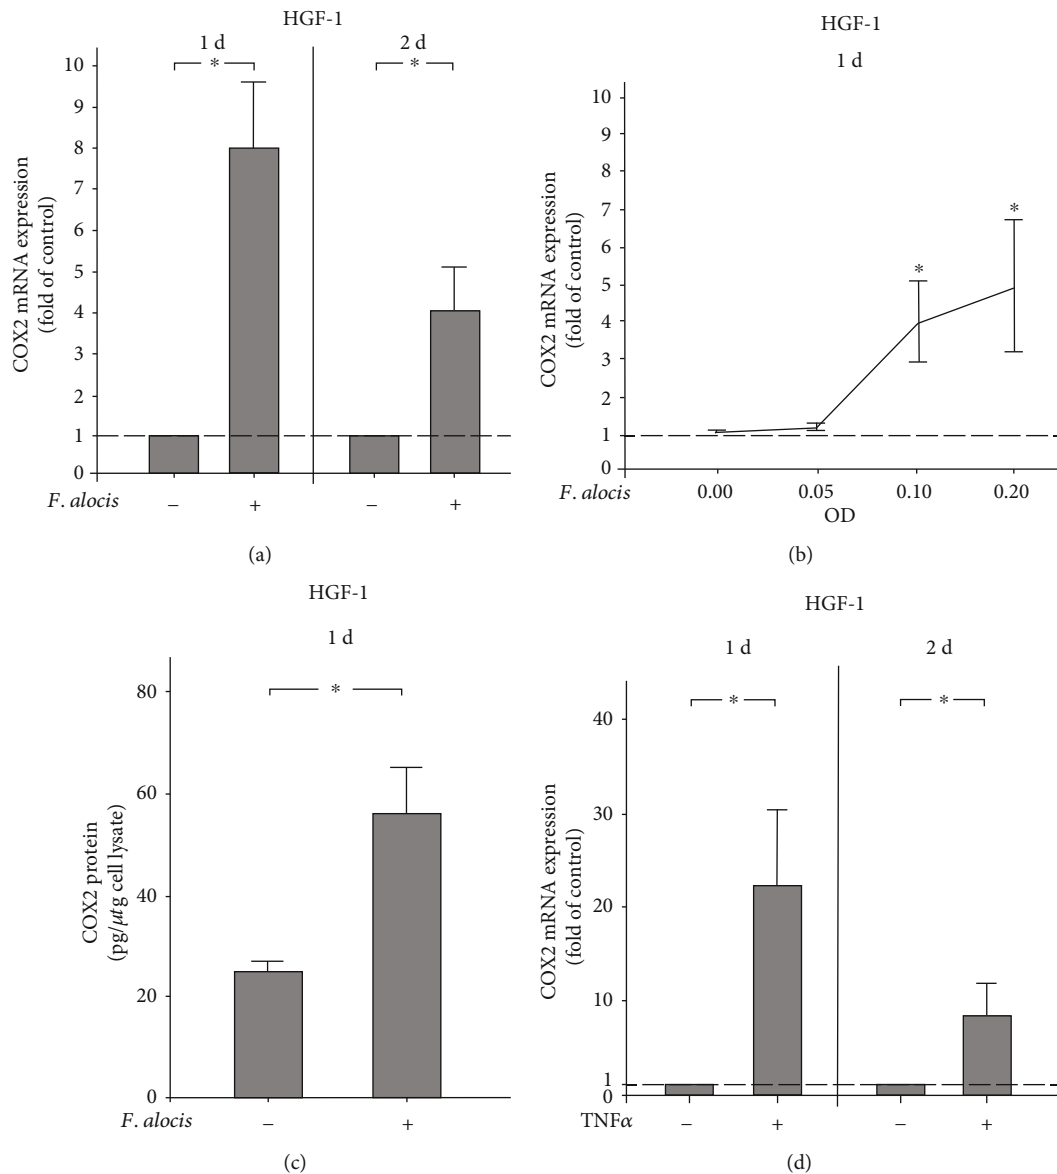 HGF-1
1 d
2 d
*
*
COX2 mRNA expression
(fold of control)
10
9
8
7
6
5
4
3
2
1
0
F. alocis
– + – +
(a)
HGF-1
1 d
COX2 mRNA expression
(fold of control)
10
9
8
7
6
5
4
3
2
1
0
*
*
F. alocis
0.00 0.05 0.10 0.20
OD
(b)
HGF-1
1 d
*
COX2 protein
(pg/μtg cell lysate)
80
60
40
20
0
F. alocis
– +
(c)
HGF-1
1 d
2 d
*
*
COX2 mRNA expression
(fold of control)
40
30
20
10
1
0
TNFα
– + – +
(d)